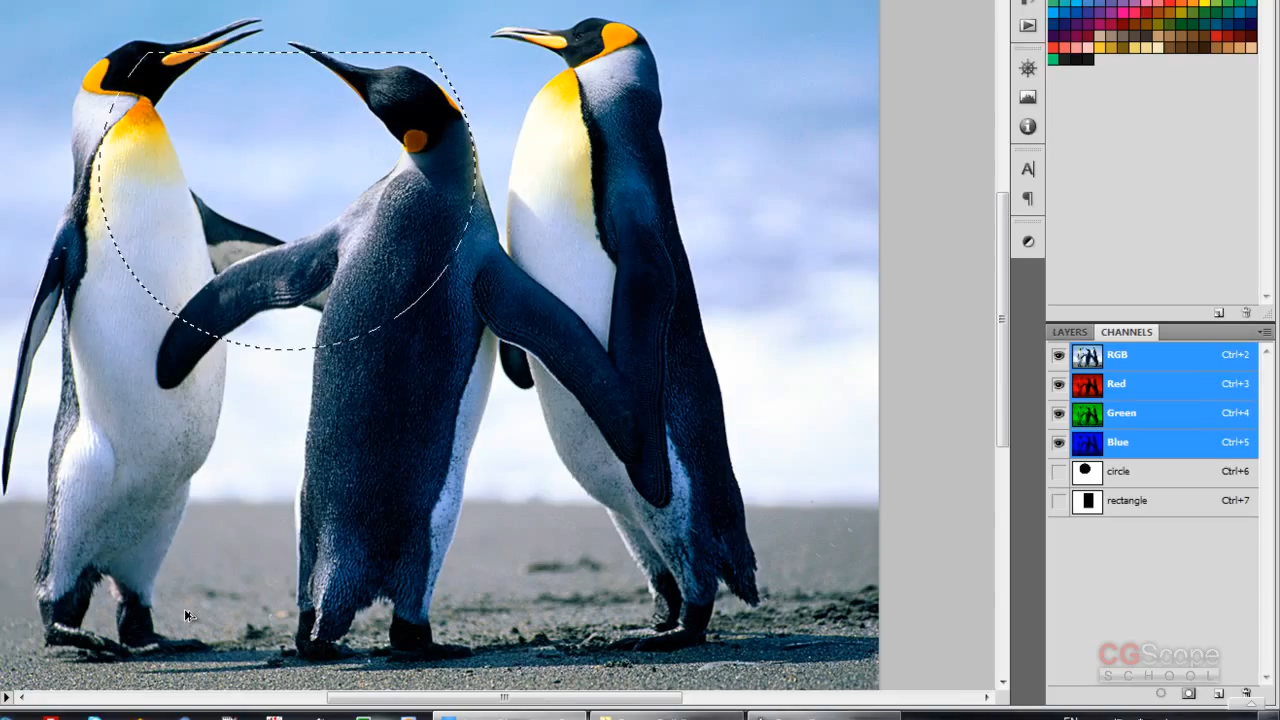 LAYERS CHANNELS
RGB Ctrl+2
Red Ctrl+3
Green Ctrl+4
Blue Ctrl+5
circle Ctrl+6
rectangle Ctrl+7
CGScope
SCHOOL